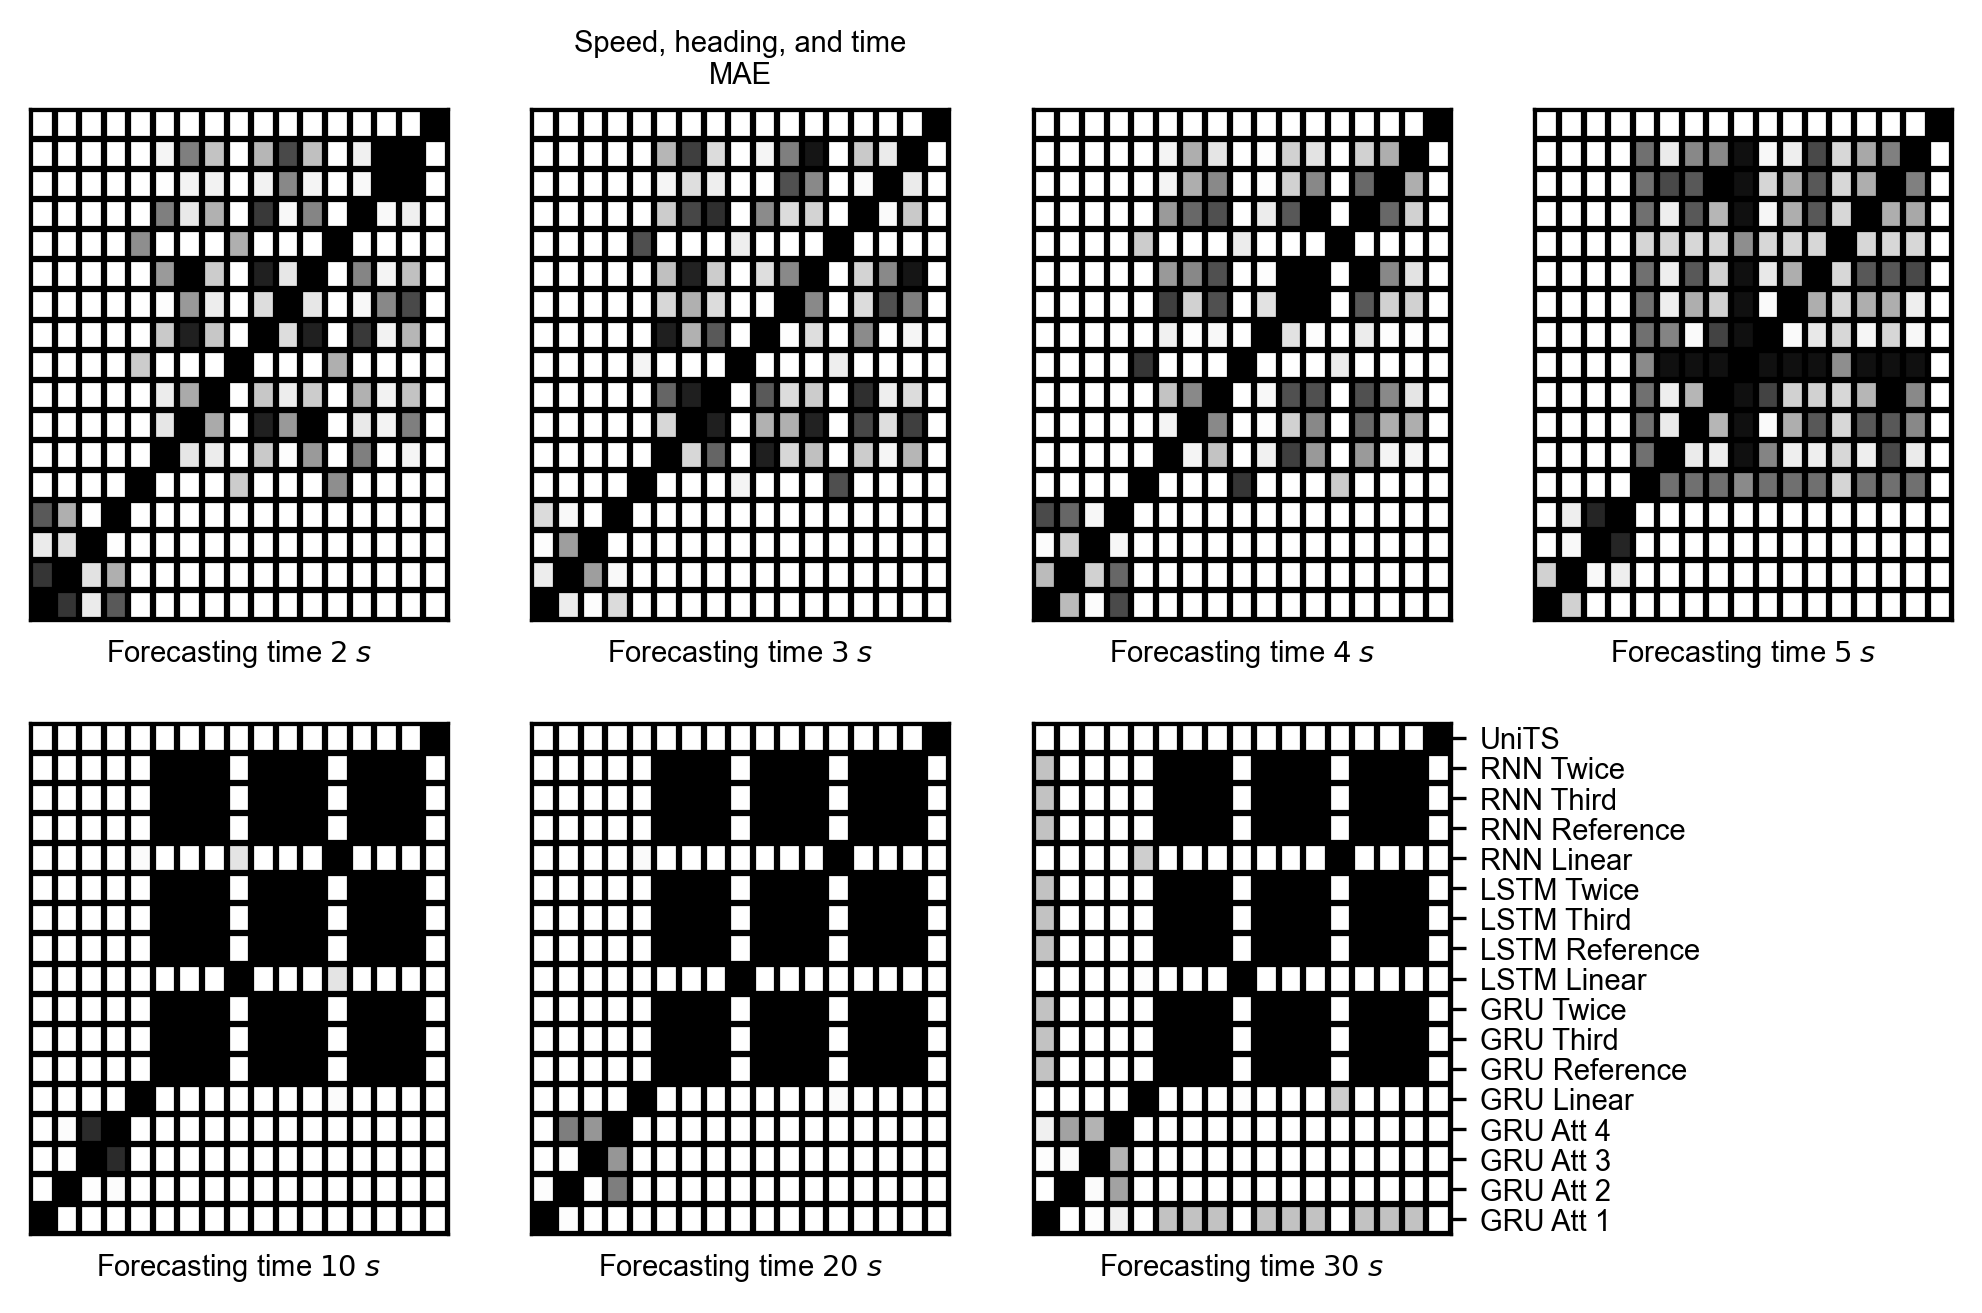 Speed, heading, and time
MAE
Forecasting time 2 s
Forecasting time 3 s
Forecasting time 4 s
Forecasting time 5 s
UniTS
RNN Twice
RNN Third
RNN Reference
RNN Linear
LSTM Twice
LSTM Third
LSTM Reference
LSTM Linear
GRU Twice
GRU Third
GRU Reference
GRU Linear
GRU Att 4
GRU Att 3
GRU Att 2
GRU Att 1
Forecasting time 10 s
Forecasting time 20 s
Forecasting time 30 s